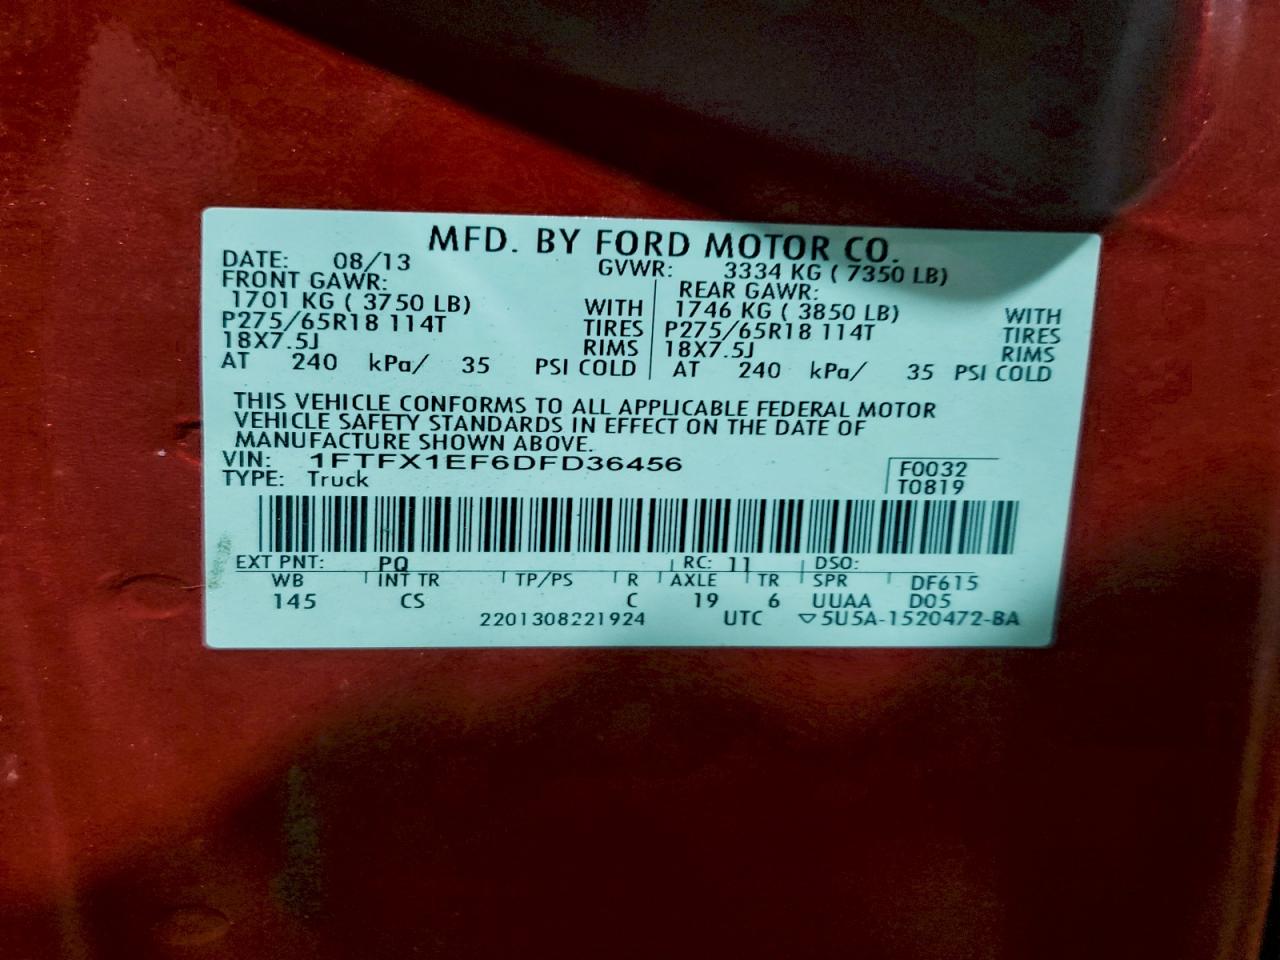 MFD. BY FORD MOTOR CO.
DATE: 08/13 GVWR: 3334 KG ( 7350 LB)
FRONT GAWR: REAR GAWR:
1701 KG ( 3750 LB) WITH 1746 KG ( 3850 LB) WITH
P275/65R18 114T TIRES P275/65R18 114T TIRES
18X7.5J RIMS 18X7.5J RIMS
AT 240 kPa/ 35 PSI COLD AT 240 kPa/ 35 PSI COLD
THIS VEHICLE CONFORMS TO ALL APPLICABLE FEDERAL MOTOR
VEHICLE SAFETY STANDARDS IN EFFECT ON THE DATE OF
MANUFACTURE SHOWN ABOVE.
VIN: 1FTFX1EF6DFD36456 F0032
TYPE: Truck T0819
EXT PNT: PQ RC: 11 DSO:
WB INT TR TP/PS R AXLE TR SPR DF615
145 CS C 19 6 UUAA D05
2201308221924 UTC ▽5U5A-1520472-BA